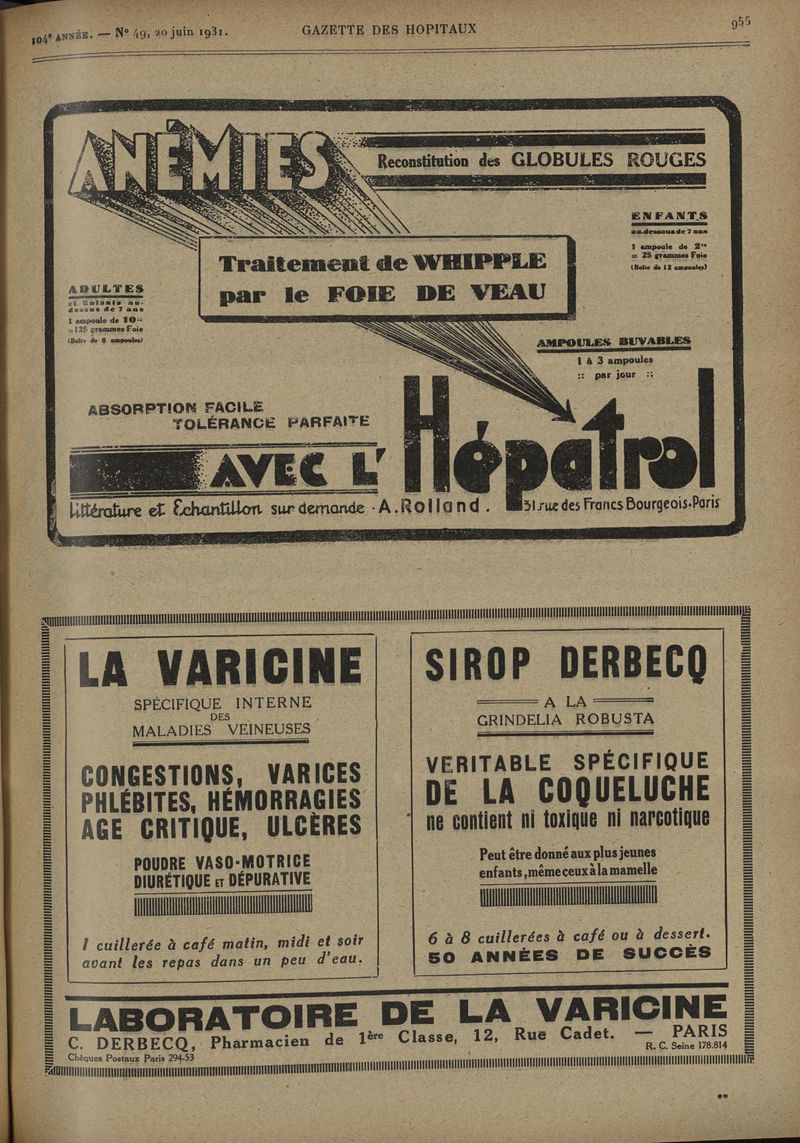 104e ANNÉE. — No 49, 20 juin 1931.
GAZETTE DES HOPITAUX
955
ANÉMIES
Reconstitution des GLOBULES ROUGES
ENFANTS
au-dessous de 7 ans
1 ampoule de 2cc
= 25 grammes Foie
(Boîte de 12 ampoules)
Traitement de WHIPPLE
par le FOIE DE VEAU
ADULTES
et Enfants au-
dessus de 7 ans
1 ampoule de 10cc
=125 grammes Foie
(Boîte de 6 ampoules)
AMPOULES BUVABLES
1 à 3 ampoules
:: par jour ::
ABSORPTION FACILE
TOLÉRANCE PARFAITE
AVEC L'Hépatrol
Littérature et Echantillon sur demande . A. Rolland . 31.rue des Francs Bourgeois.Paris
LA VARICINE
SPÉCIFIQUE INTERNE
DES
MALADIES VEINEUSES
CONGESTIONS, VARICES
PHLÉBITES, HÉMORRAGIES
AGE CRITIQUE, ULCÈRES
POUDRE VASO-MOTRICE
DIURÉTIQUE ET DÉPURATIVE
1 cuillerée à café matin, midi et soir
avant les repas dans un peu d'eau.
SIROP DERBECQ
A LA
GRINDELIA ROBUSTA
VERITABLE SPÉCIFIQUE
DE LA COQUELUCHE
ne contient ni toxique ni narcotique
Peut être donné aux plus jeunes
enfants, même ceux à la mamelle
6 à 8 cuillerées à café ou à dessert.
50 ANNÉES DE SUCCÈS
LABORATOIRE DE LA VARICINE
C. DERBECQ, Pharmacien de 1ère Classe, 12, Rue Cadet. — PARIS
Chèques Postaux Paris 294-53
R. C. Seine 178.814
**